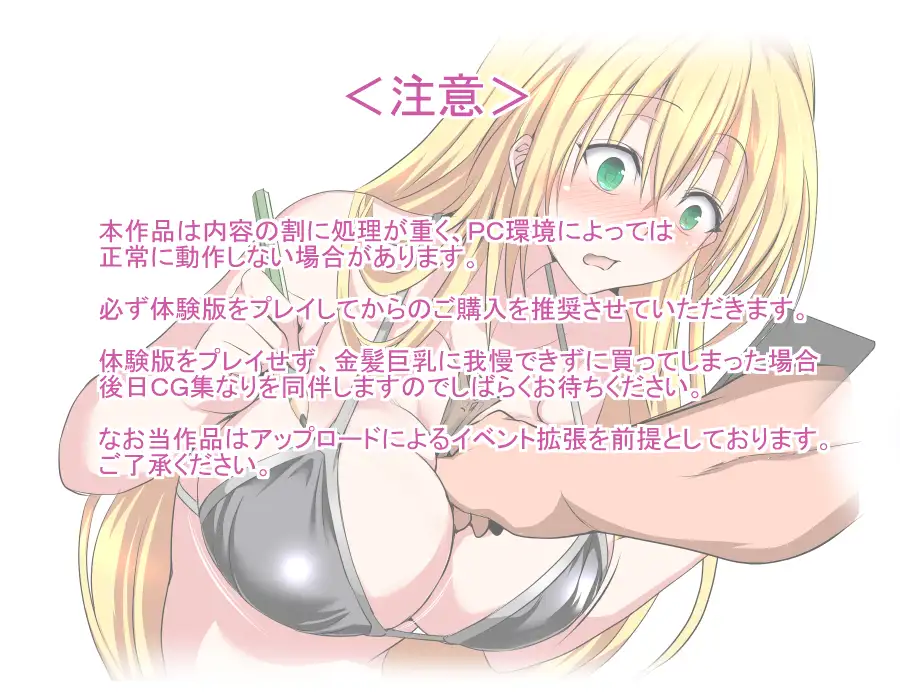 ＜注意＞
本作品は内容の割に処理が重く、ＰＣ環境によっては
正常に動作しない場合があります。
必ず体験版をプレイしてからのご購入を推奨させていただきます。
体験版をプレイせず、金髪巨乳に我慢できずに買ってしまった場合
後日ＣＧ集なりを同伴しますのでしばらくお待ちください。
なお当作品はアップロードによるイベント拡張を前提としております。
ご了承ください。